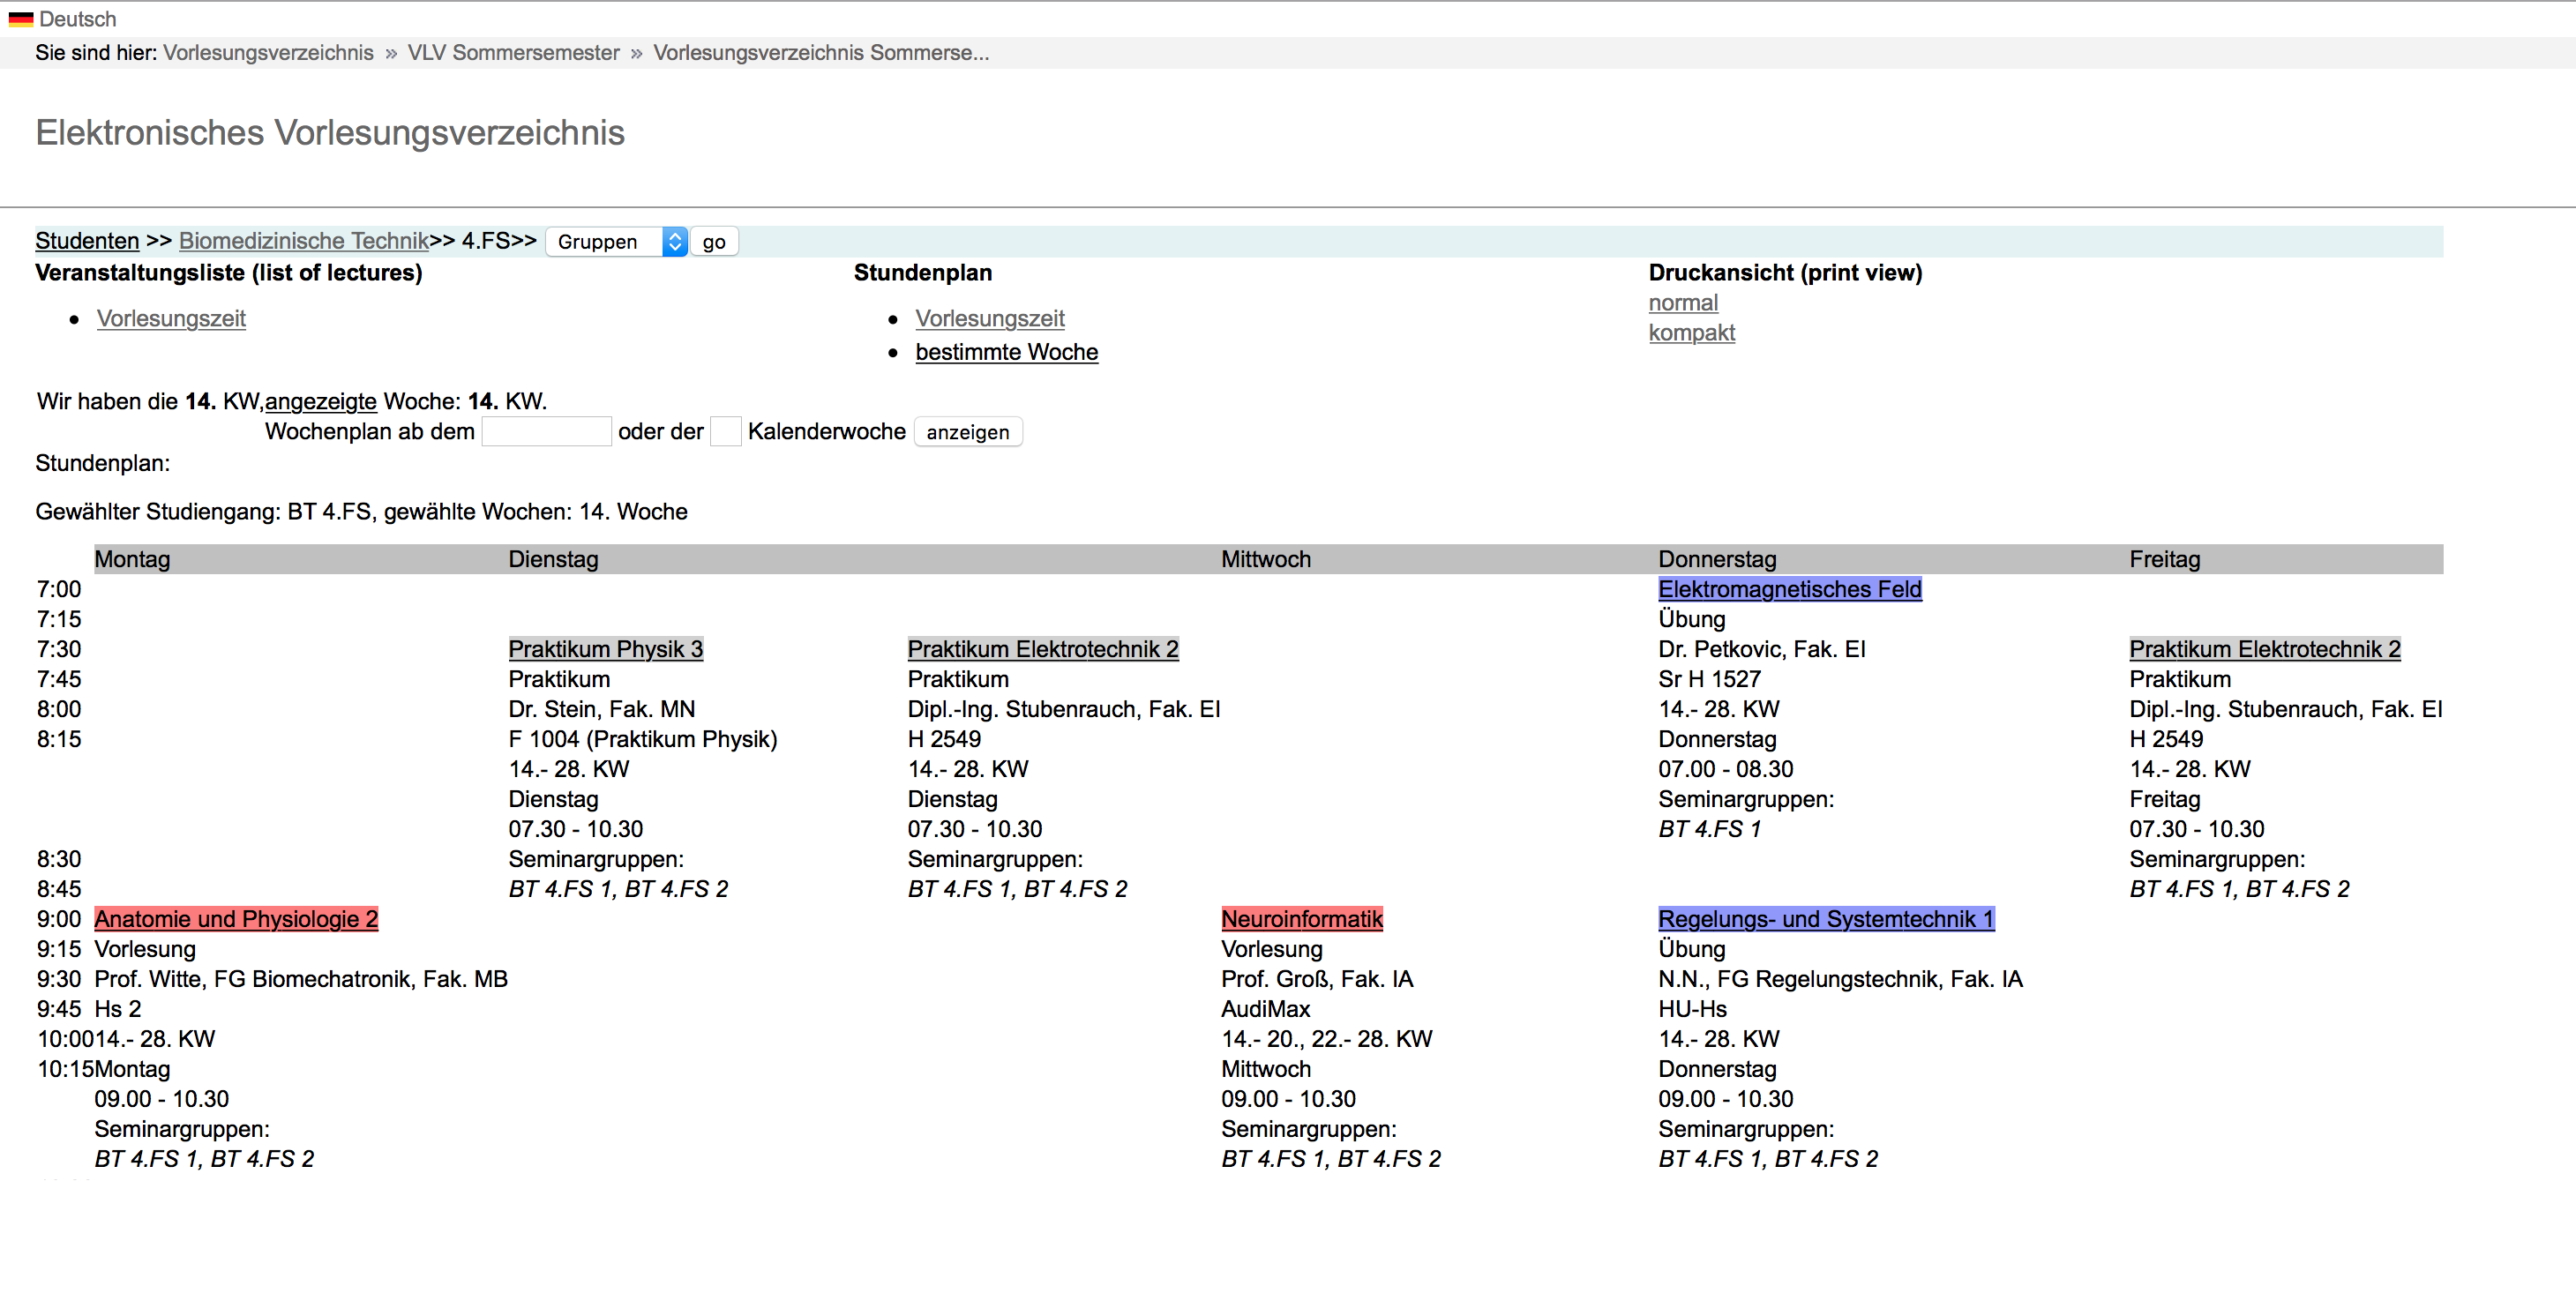 Deutsch
Sie sind hier: Vorlesungsverzeichnis » VLV Sommersemester » Vorlesungsverzeichnis Sommerse...
Elektronisches Vorlesungsverzeichnis
Studenten >> Biomedizinische Technik>> 4.FS>> Gruppen go
Veranstaltungsliste (list of lectures)
Vorlesungszeit
Stundenplan
Vorlesungszeit
bestimmte Woche
Druckansicht (print view)
normal
kompakt
Wir haben die 14. KW,angezeigte Woche: 14. KW.
Wochenplan ab dem oder der Kalenderwoche anzeigen
Stundenplan:
Gewählter Studiengang: BT 4.FS, gewählte Wochen: 14. Woche
Montag Dienstag Mittwoch Donnerstag Freitag
7:00 Elektromagnetisches Feld
7:15 Übung
7:30 Praktikum Physik 3 Praktikum Elektrotechnik 2 Dr. Petkovic, Fak. EI Praktikum Elektrotechnik 2
7:45 Praktikum Praktikum Sr H 1527 Praktikum
8:00 Dr. Stein, Fak. MN Dipl.-Ing. Stubenrauch, Fak. EI 14.- 28. KW Dipl.-Ing. Stubenrauch, Fak. EI
8:15 F 1004 (Praktikum Physik) H 2549 Donnerstag H 2549
14.- 28. KW 14.- 28. KW 07.00 - 08.30 14.- 28. KW
Dienstag Dienstag Seminargruppen: Freitag
07.30 - 10.30 07.30 - 10.30 BT 4.FS 1 07.30 - 10.30
8:30 Seminargruppen: Seminargruppen: Seminargruppen:
8:45 BT 4.FS 1, BT 4.FS 2 BT 4.FS 1, BT 4.FS 2 BT 4.FS 1, BT 4.FS 2
9:00 Anatomie und Physiologie 2 Neuroinformatik Regelungs- und Systemtechnik 1
9:15 Vorlesung Vorlesung Übung
9:30 Prof. Witte, FG Biomechatronik, Fak. MB Prof. Groß, Fak. IA N.N., FG Regelungstechnik, Fak. IA
9:45 Hs 2 AudiMax HU-Hs
10:00 14.- 28. KW 14.- 20., 22.- 28. KW 14.- 28. KW
10:15 Montag Mittwoch Donnerstag
09.00 - 10.30 09.00 - 10.30 09.00 - 10.30
Seminargruppen: Seminargruppen: Seminargruppen:
BT 4.FS 1, BT 4.FS 2 BT 4.FS 1, BT 4.FS 2 BT 4.FS 1, BT 4.FS 2